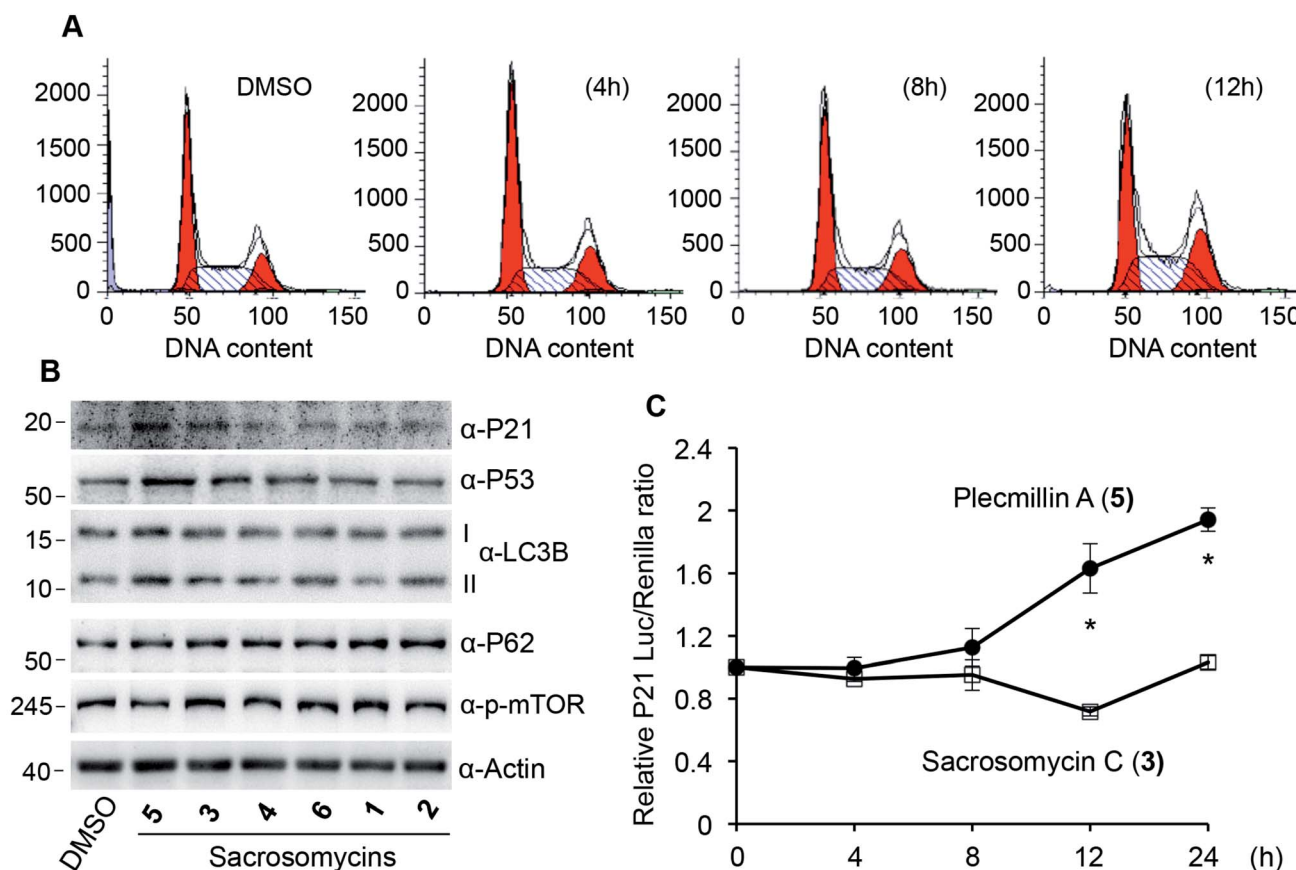 A
DMSO
(4h)
(8h)
(12h)
2000
1500
1000
500
0
2000
1500
1000
500
0
2000
1500
1000
500
0
2000
1500
1000
500
0
0 50 100 150
0 50 100 150
0 50 100 150
0 50 100 150
DNA content
DNA content
DNA content
DNA content
B
20
α-P21
α-P53
50
I
15
α-LC3B
10
II
α-P62
50
245
α-p-mTOR
α-Actin
40
DMSO 5 3 4 6 1 2
Sacrosomycins
C
Relative P21 Luc/Renilla ratio
2.4
2
1.6
1.2
0.8
0.4
0
Plecmillin A (5)
*
*
Sacrosomycin C (3)
0 4 8 12 24 (h)